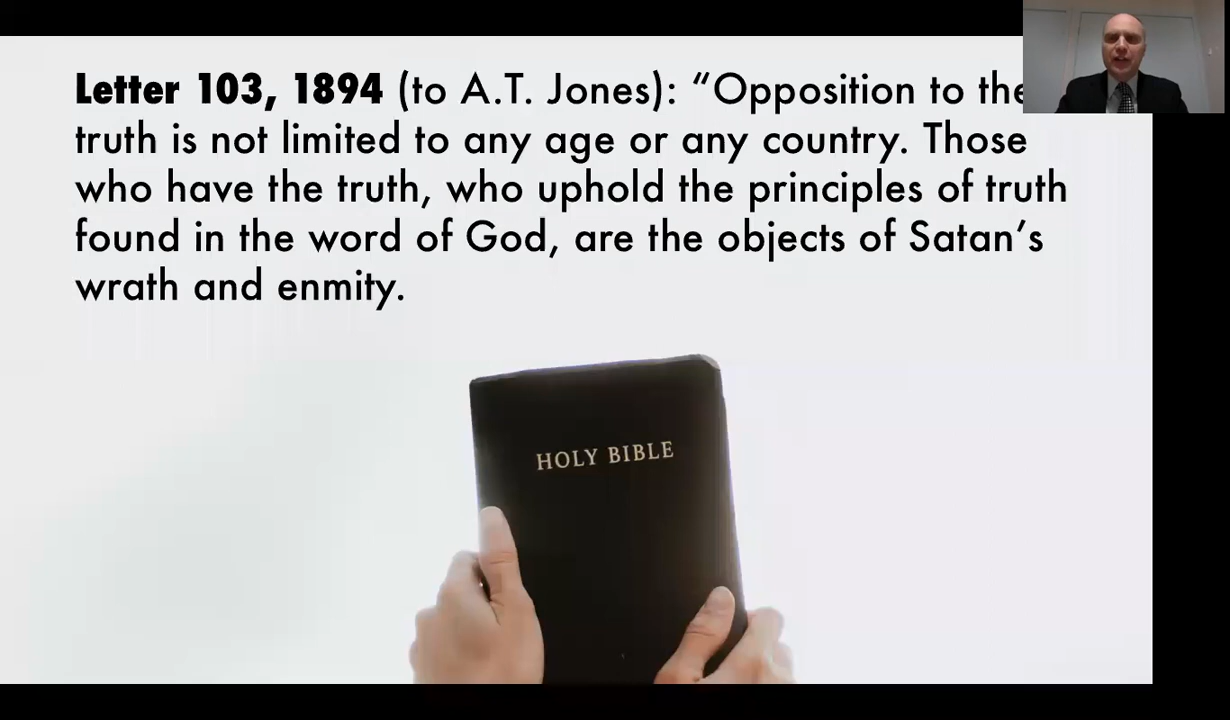 Letter 103, 1894 (to A.T. Jones): “Opposition to the
truth is not limited to any age or any country. Those
who have the truth, who uphold the principles of truth
found in the word of God, are the objects of Satan’s
wrath and enmity.
HOLY BIBLE